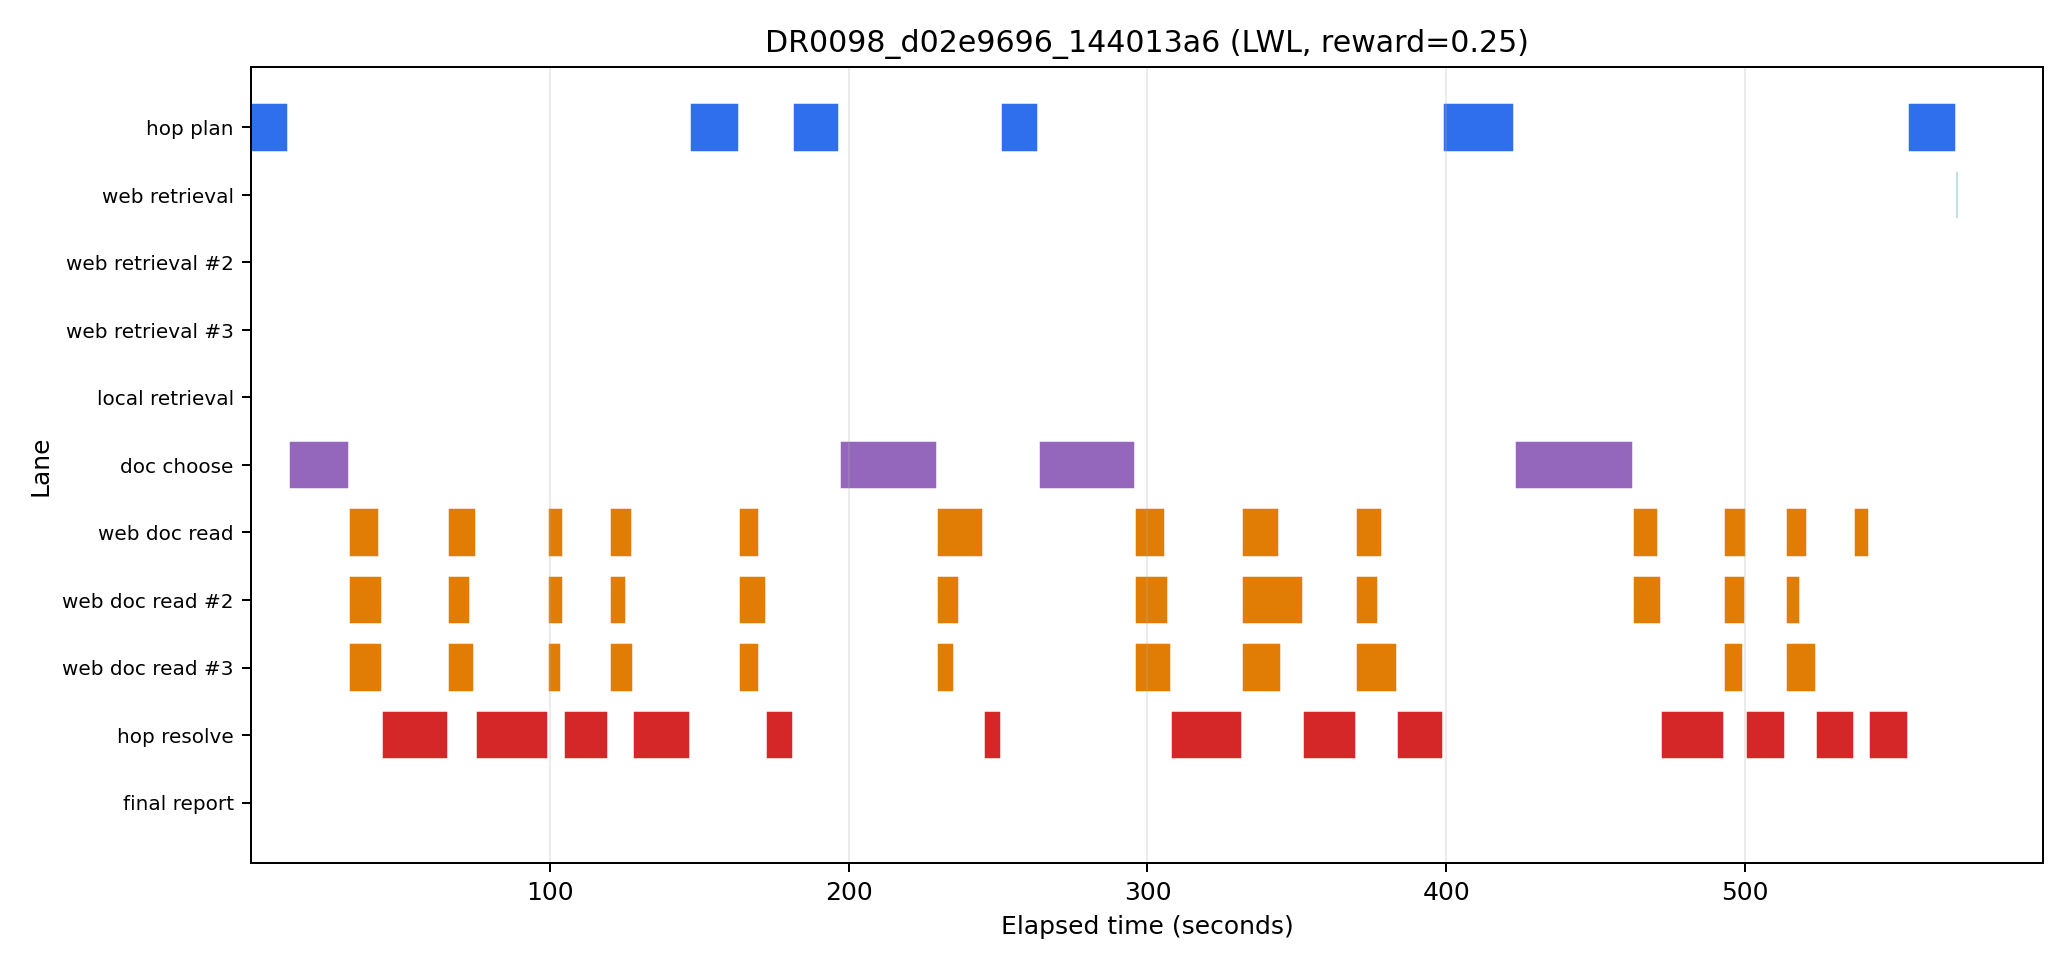 DR0098_d02e9696_144013a6 (LWL, reward=0.25)
Lane
hop plan
web retrieval
web retrieval #2
web retrieval #3
local retrieval
doc choose
web doc read
web doc read #2
web doc read #3
hop resolve
final report
100 200 300 400 500
Elapsed time (seconds)